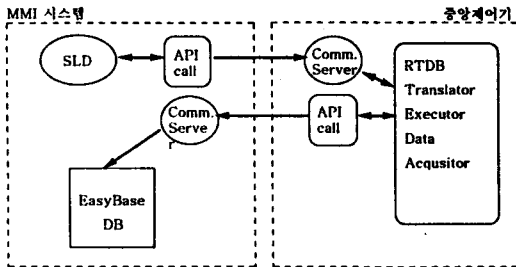 MMI 시스템
중앙제어기
SLD
API
call
Comm.
Server
RTDB
Translator
Executor
Data
Acqusitor
Comm.
Serve
r
API
call
EasyBase
DB